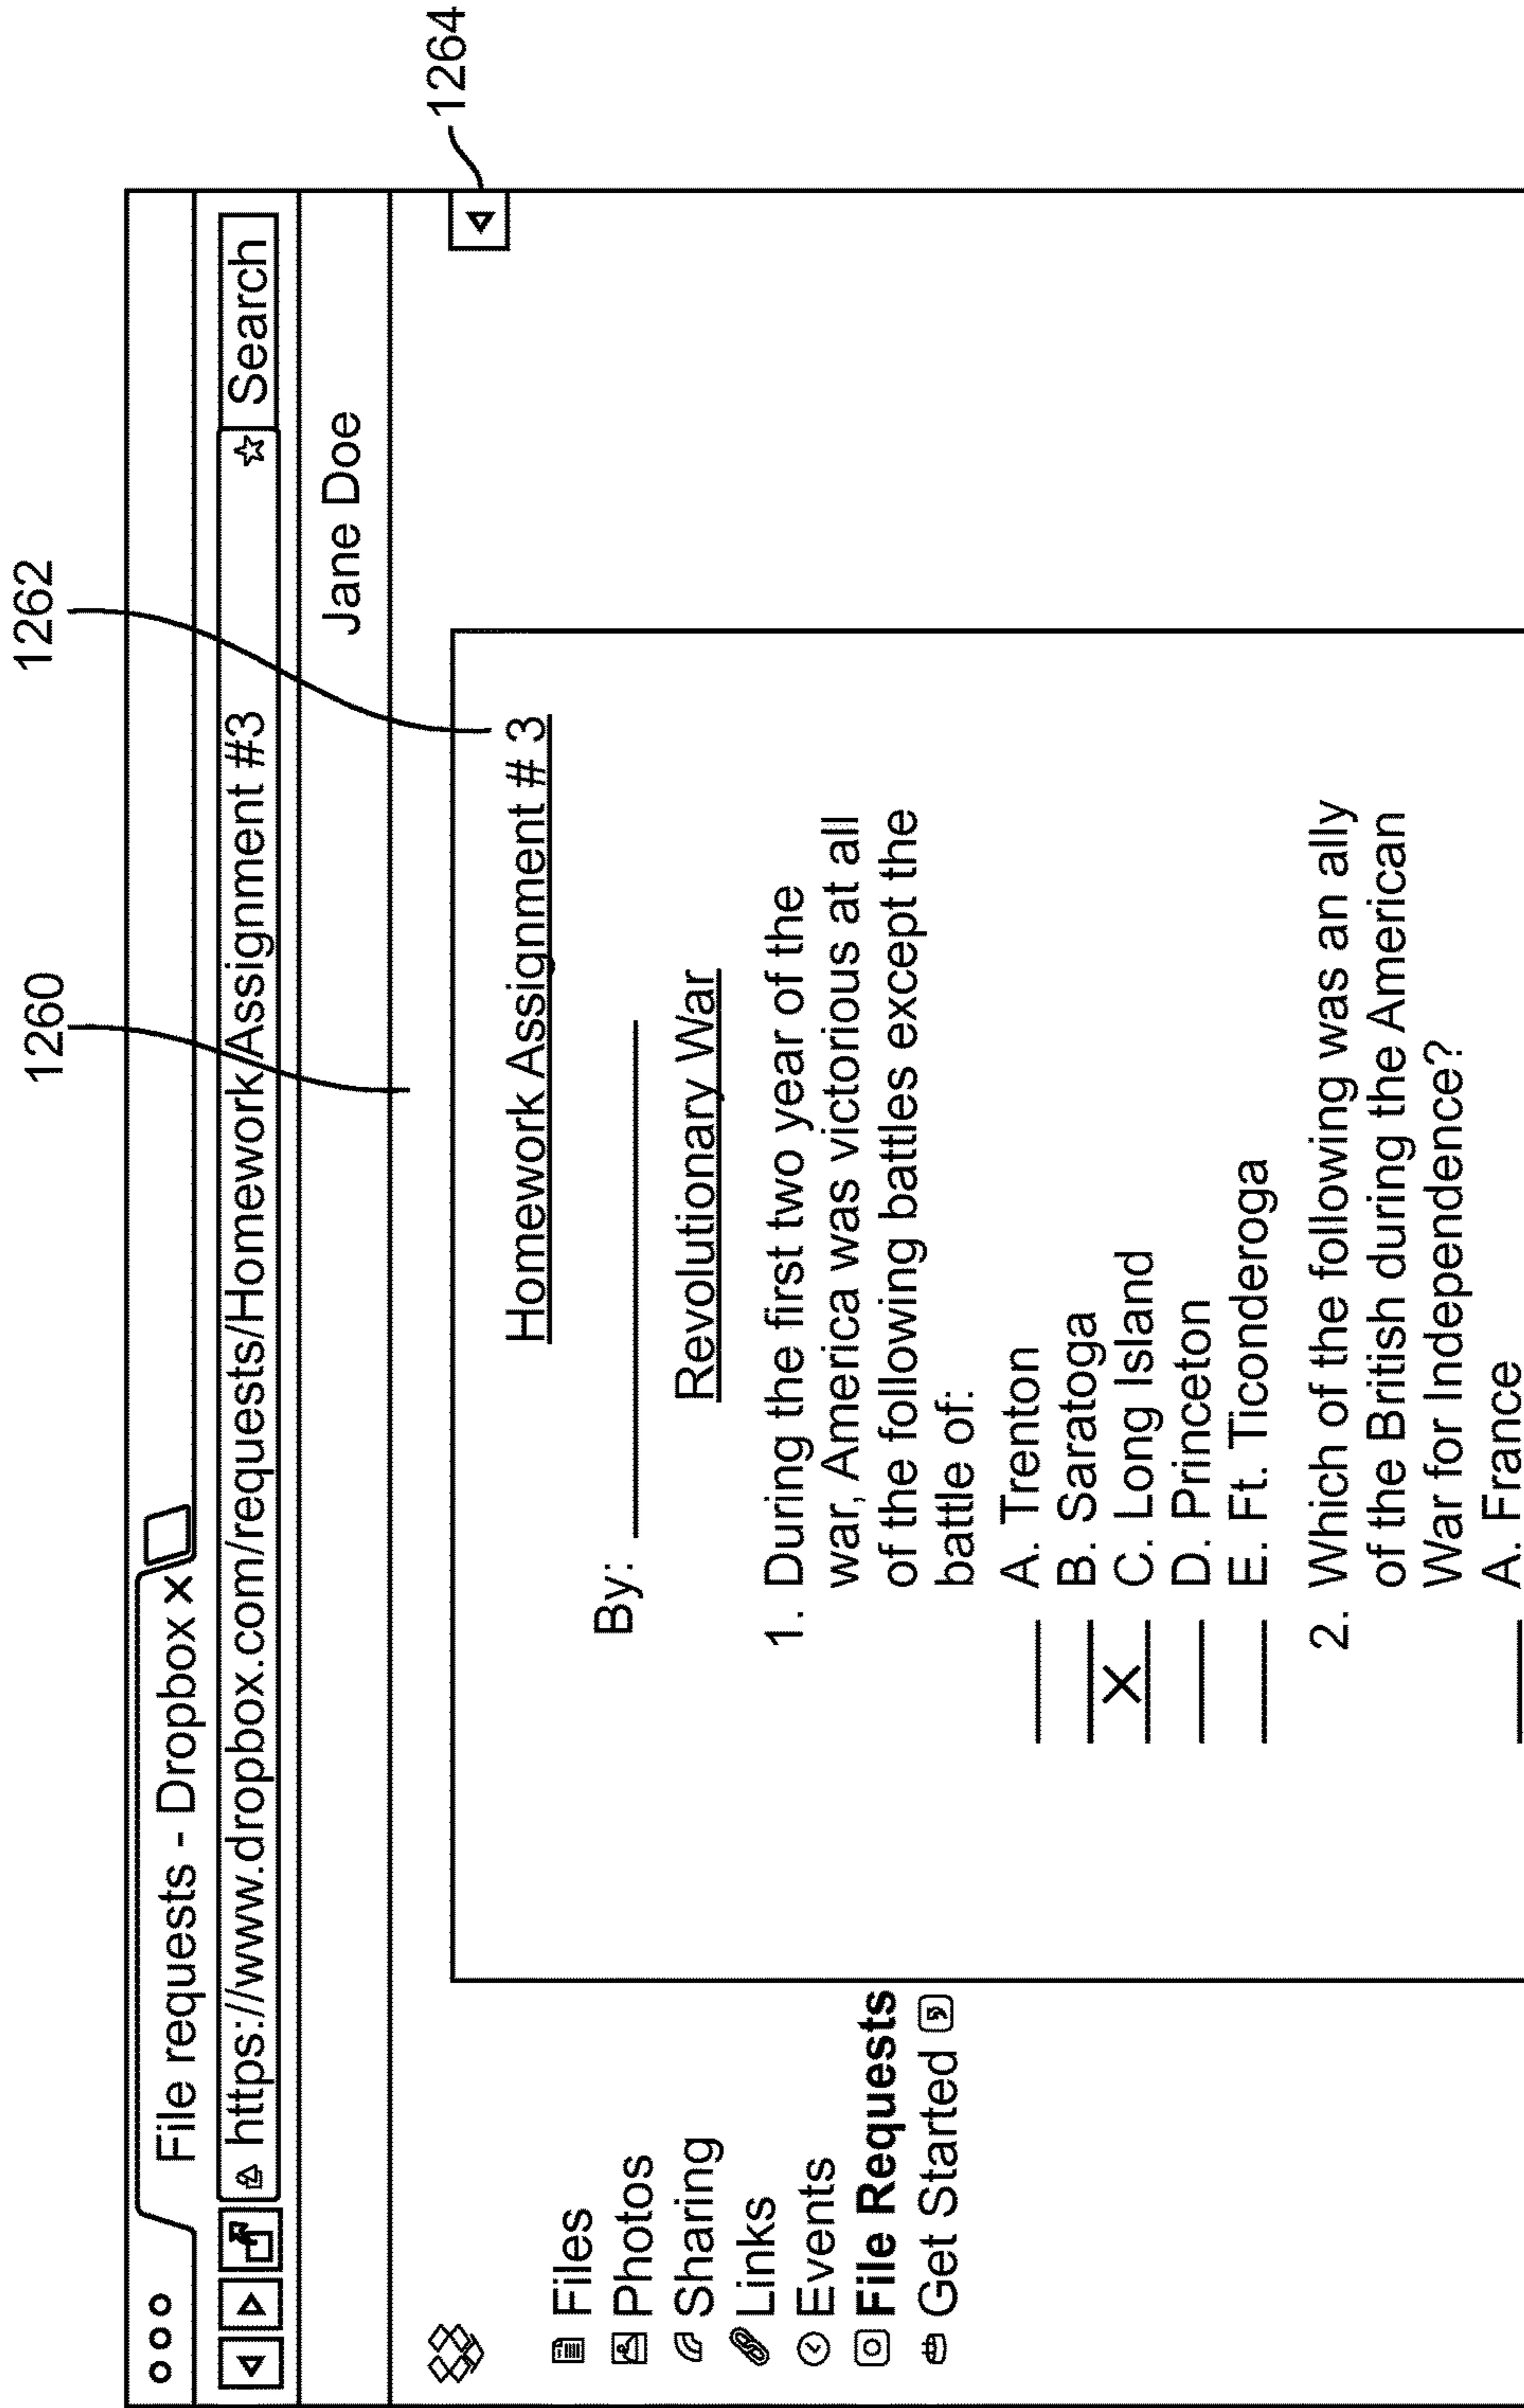 1260
1262
File requests - Dropbox X
https://www.dropbox.com/requests/Homework/Assignment #3
Search
Jane Doe
1264
Files
Photos
Sharing
Links
Events
File Requests
Get Started
Homework Assignment # 3
By:
Revolutionary War
1. During the first two year of the
war, America was victorious at all
of the following battles except the
battle of:
A. Trenton
B. Saratoga
X C. Long Island
D. Princeton
E. Ft. Ticonderoga
2. Which of the following was an ally
of the British during the American
War for Independence?
A. France